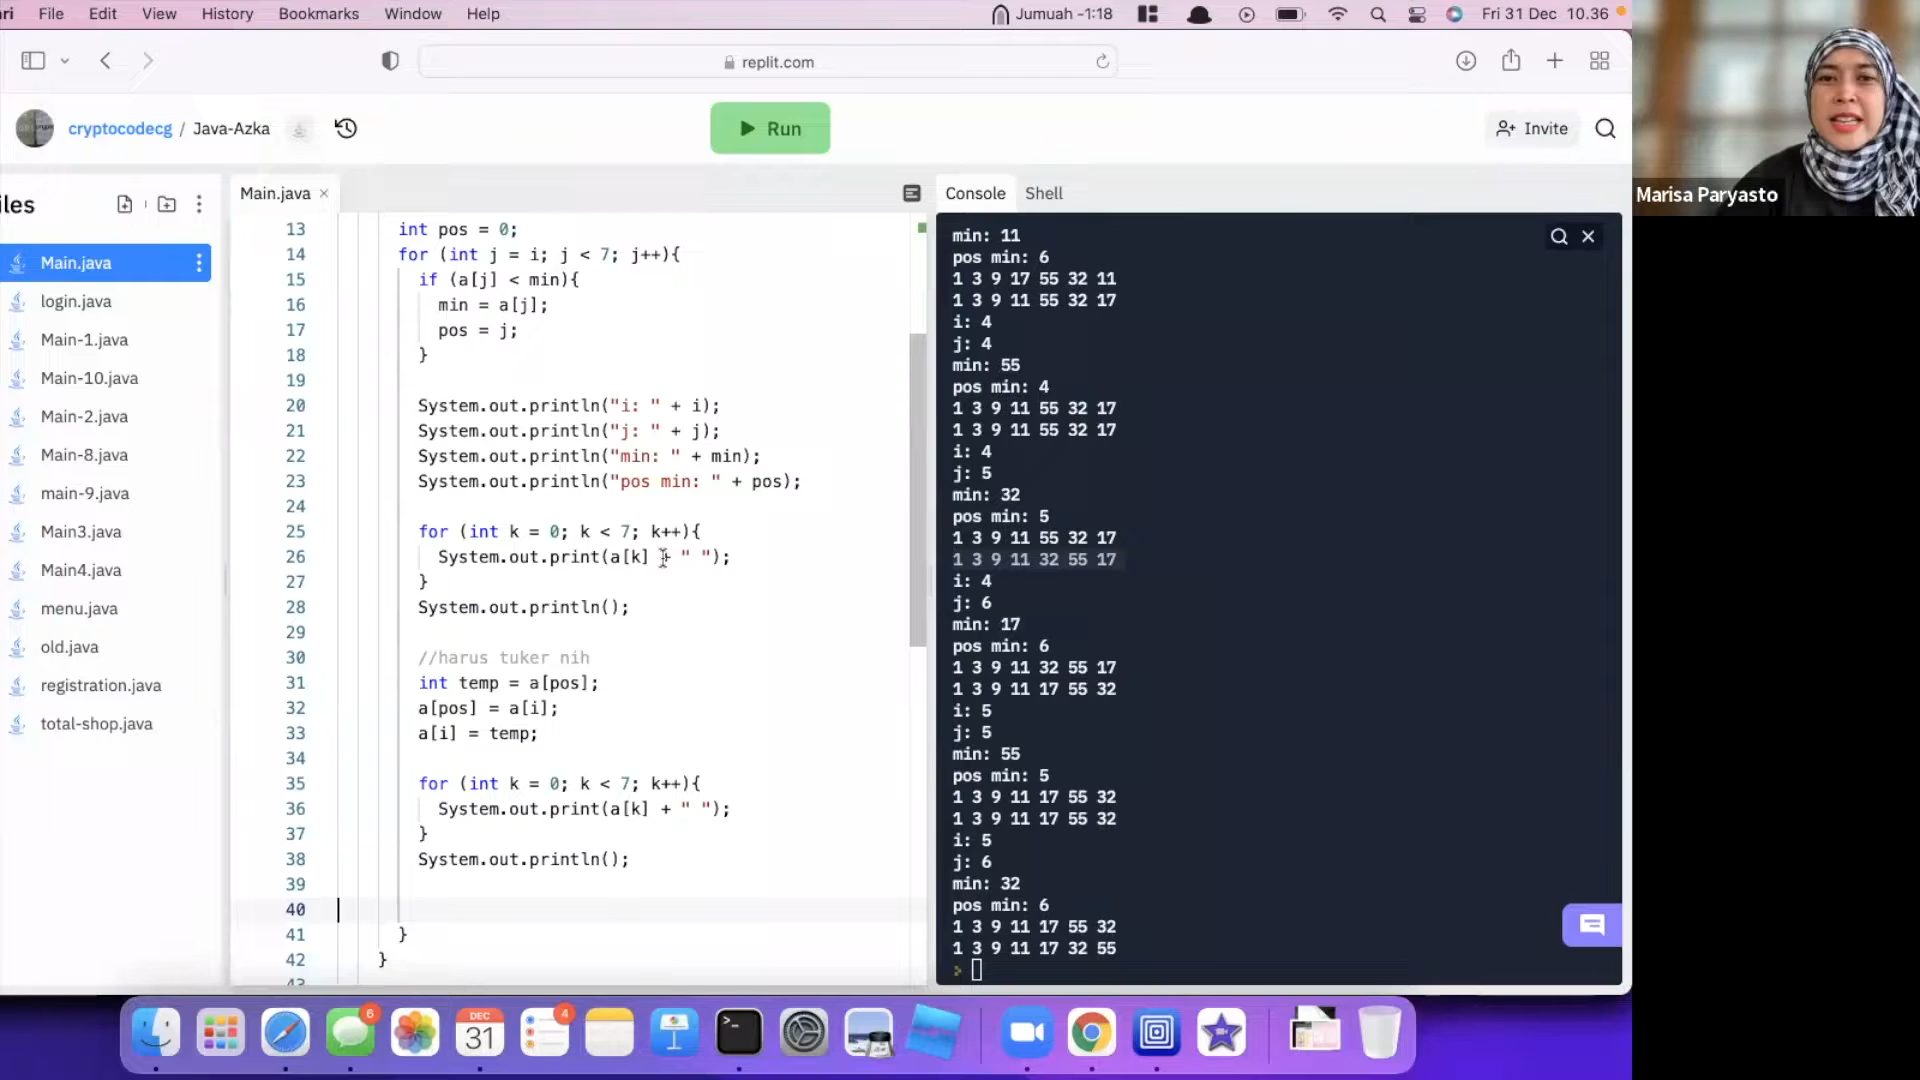 ri File Edit View History Bookmarks Window Help Jumuah -1:18 Fri 31 Dec 10.36
replit.com
cryptocodecg / Java-Azka Run Invite
iles
Main.java
login.java
Main-1.java
Main-10.java
Main-2.java
Main-8.java
main-9.java
Main3.java
Main4.java
menu.java
old.java
registration.java
total-shop.java
Main.java ×
13 int pos = 0;
14 for (int j = i; j < 7; j++){
15 if (a[j] < min){
16 min = a[j];
17 pos = j;
18 }
19
20 System.out.println("i: " + i);
21 System.out.println("j: " + j);
22 System.out.println("min: " + min);
23 System.out.println("pos min: " + pos);
24
25 for (int k = 0; k < 7; k++){
26 System.out.print(a[k] + " ");
27 }
28 System.out.println();
29
30 //harus tuker nih
31 int temp = a[pos];
32 a[pos] = a[i];
33 a[i] = temp;
34
35 for (int k = 0; k < 7; k++){
36 System.out.print(a[k] + " ");
37 }
38 System.out.println();
39
40
41 }
42 }
43
Console Shell
min: 11
pos min: 6
1 3 9 17 55 32 11
1 3 9 11 55 32 17
i: 4
j: 4
min: 55
pos min: 4
1 3 9 11 55 32 17
1 3 9 11 55 32 17
i: 4
j: 5
min: 32
pos min: 5
1 3 9 11 55 32 17
1 3 9 11 32 55 17
i: 4
j: 6
min: 17
pos min: 6
1 3 9 11 32 55 17
1 3 9 11 17 55 32
i: 5
j: 5
min: 55
pos min: 5
1 3 9 11 17 55 32
1 3 9 11 17 55 32
i: 5
j: 6
min: 32
pos min: 6
1 3 9 11 17 55 32
1 3 9 11 17 32 55
Marisa Paryasto
6
DEC
31
4